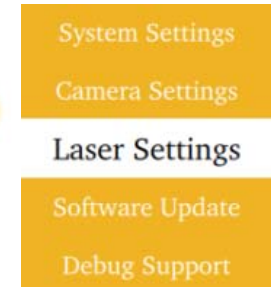 System Settings
Camera Settings
Laser Settings
Software Update
Debug Support